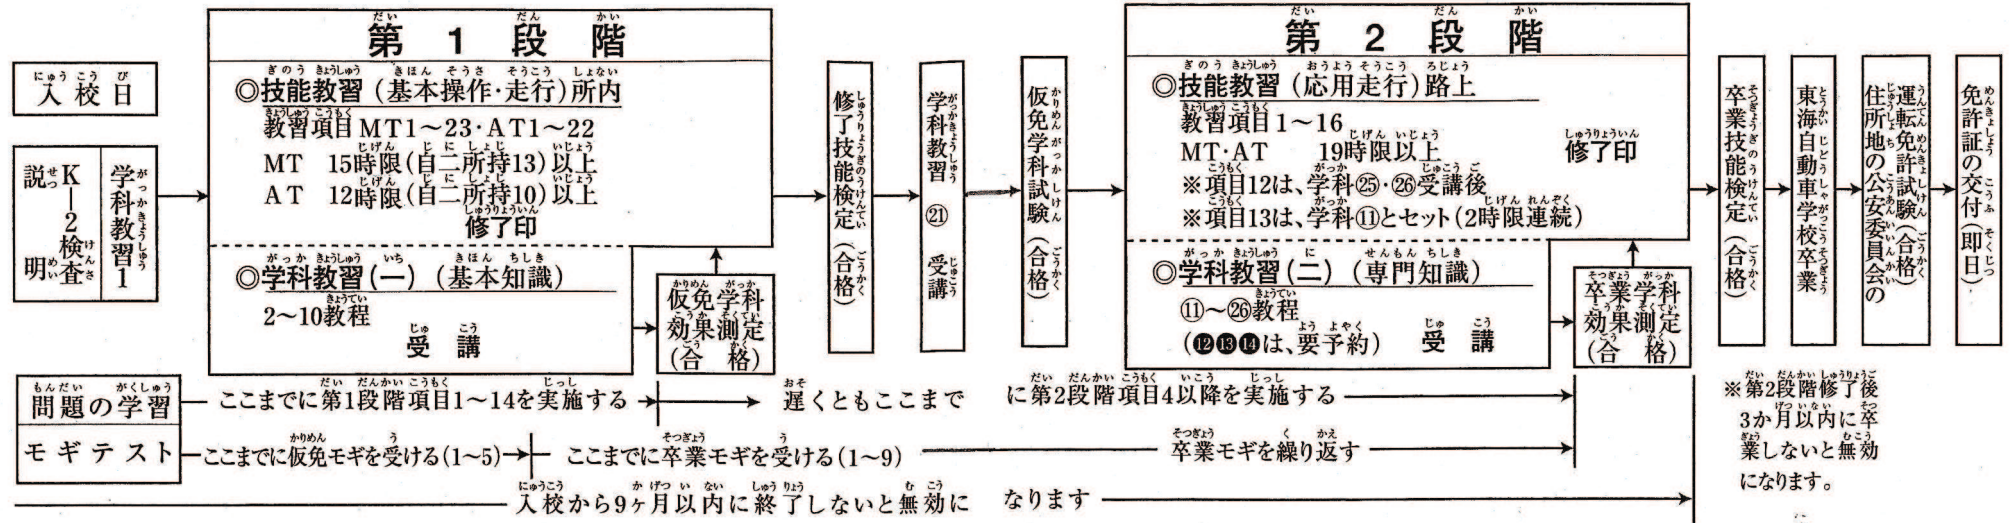 入校日
説明
K－2検査
学科教習1
第1段階
◎技能教習(基本操作・走行)所内
教習項目MT1～23・AT1～22
MT 15時限(自二所持13)以上
AT 12時限(自二所持10)以上
修了印
◎学科教習(一)(基本知識)
2～10教程
受講
仮免学科
効果測定
(合格)
修了技能検定(合格)
学科教習㉑受講
仮免学科試験(合格)
第2段階
◎技能教習(応用走行)路上
教習項目1～16
MT・AT 19時限以上
修了印
※項目12は、学科㉕・㉖受講後
※項目13は、学科⑪とセット(2時限連続)
◎学科教習(二)(専門知識)
⑪～㉖教程
(⓬⓭⓮は、要予約) 受講
卒業学科
効果測定
(合格)
卒業技能検定(合格)
東海自動車学校卒業
住所地の公安委員会の
運転免許試験(合格)
免許証の交付(即日)
問題の学習
ここまでに第1段階項目1～14を実施する
遅くともここまでに第2段階項目4以降を実施する
モギテスト
ここまでに仮免モギを受ける(1～5)
ここまでに卒業モギを受ける(1～9)
卒業モギを繰り返す
入校から9ヶ月以内に終了しないと無効になります
※第2段階修了後
3か月以内に卒
業しないと無効
になります。